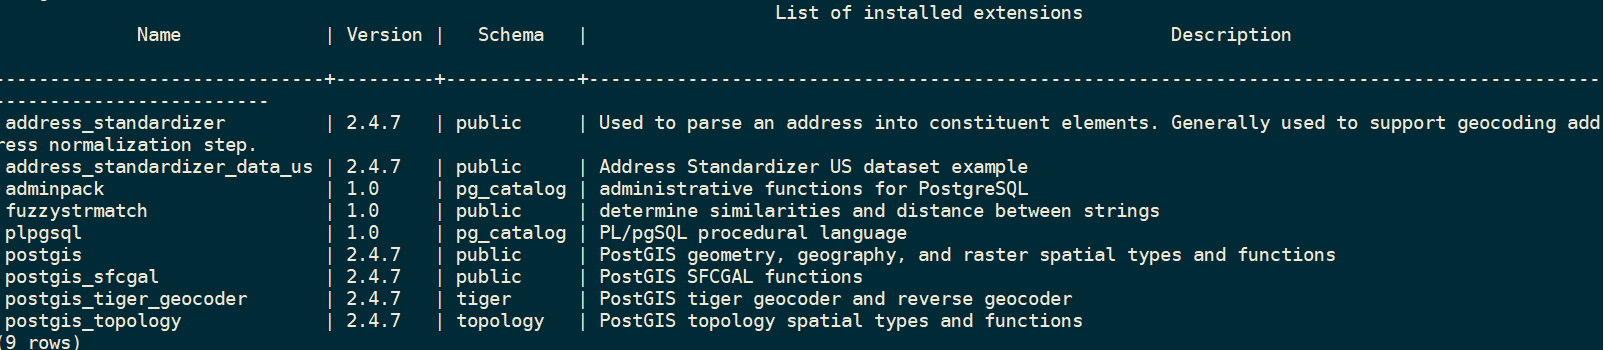 List of installed extensions
Name | Version | Schema | Description
-----------------------------+---------+------------+--------------------------------------------------------------------------------------------
------------------------
address_standardizer | 2.4.7 | public | Used to parse an address into constituent elements. Generally used to support geocoding add
ress normalization step.
address_standardizer_data_us | 2.4.7 | public | Address Standardizer US dataset example
adminpack | 1.0 | pg_catalog | administrative functions for PostgreSQL
fuzzystrmatch | 1.0 | public | determine similarities and distance between strings
plpgsql | 1.0 | pg_catalog | PL/pgSQL procedural language
postgis | 2.4.7 | public | PostGIS geometry, geography, and raster spatial types and functions
postgis_sfcgal | 2.4.7 | public | PostGIS SFCGAL functions
postgis_tiger_geocoder | 2.4.7 | tiger | PostGIS tiger geocoder and reverse geocoder
postgis_topology | 2.4.7 | topology | PostGIS topology spatial types and functions
(9 rows)